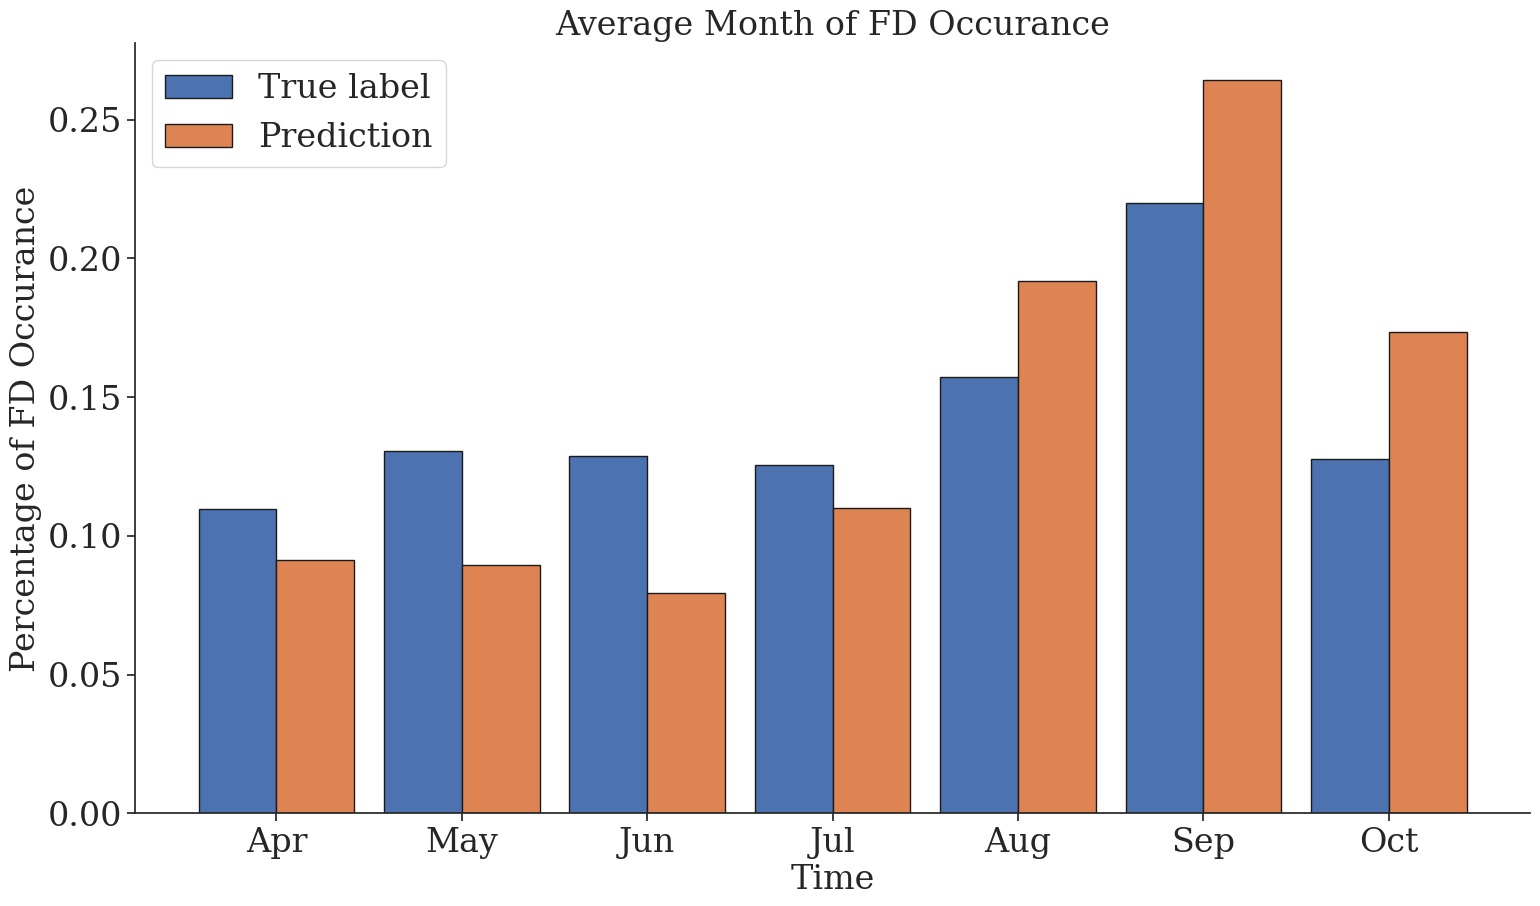 Average Month of FD Occurance
True label
Prediction
Percentage of FD Occurance
0.25
0.20
0.15
0.10
0.05
0.00
Apr May Jun Jul Aug Sep Oct
Time